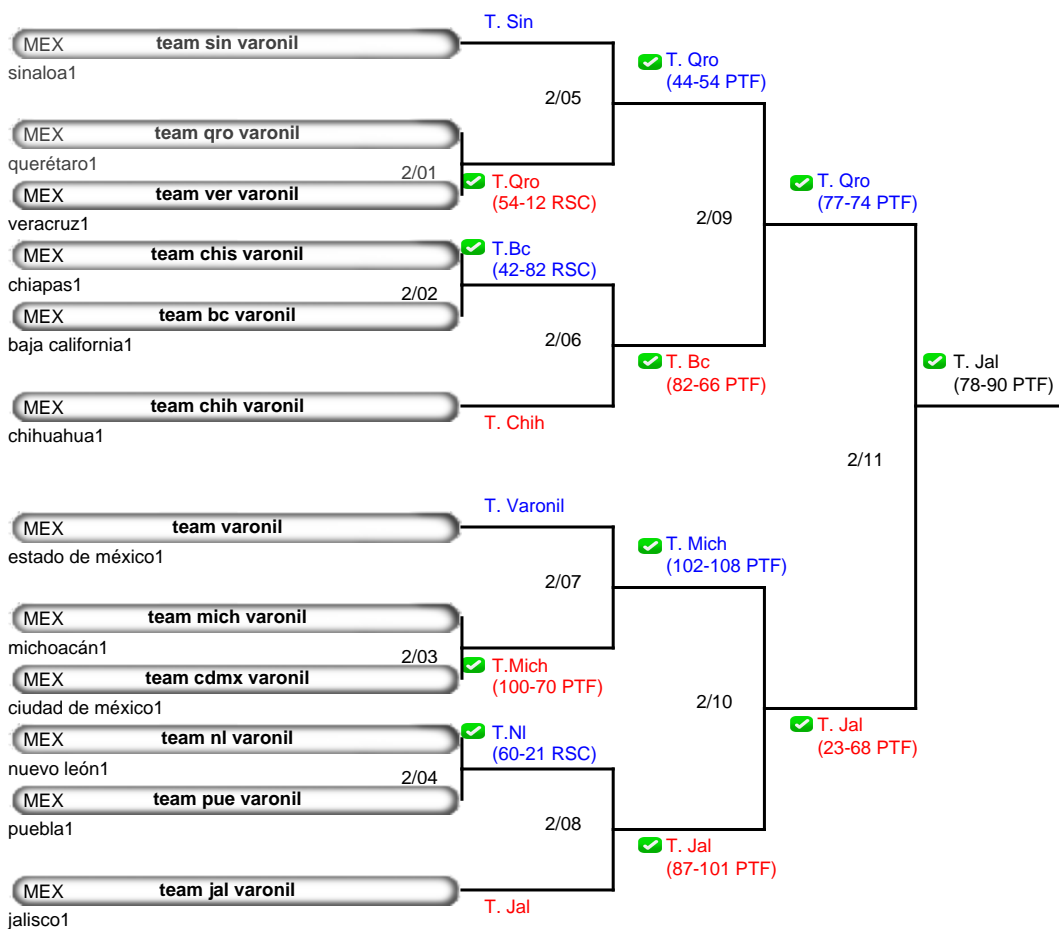 T. Sin
MEX team sin varonil
sinaloa1
T. Qro
(44-54 PTF)
2/05
MEX team qro varonil
querétaro1
2/01
T.Qro
(54-12 RSC)
MEX team ver varonil
veracruz1
T. Qro
(77-74 PTF)
2/09
MEX team chis varonil
chiapas1
T.Bc
(42-82 RSC)
2/02
MEX team bc varonil
baja california1
2/06
T. Bc
(82-66 PTF)
T. Jal
(78-90 PTF)
MEX team chih varonil
chihuahua1
T. Chih
2/11
T. Varonil
MEX team varonil
estado de méxico1
T. Mich
(102-108 PTF)
2/07
MEX team mich varonil
michoacán1
2/03
T.Mich
(100-70 PTF)
MEX team cdmx varonil
ciudad de méxico1
2/10
T. Jal
(23-68 PTF)
MEX team nl varonil
nuevo león1
T.Nl
(60-21 RSC)
2/04
MEX team pue varonil
puebla1
2/08
T. Jal
(87-101 PTF)
MEX team jal varonil
jalisco1
T. Jal